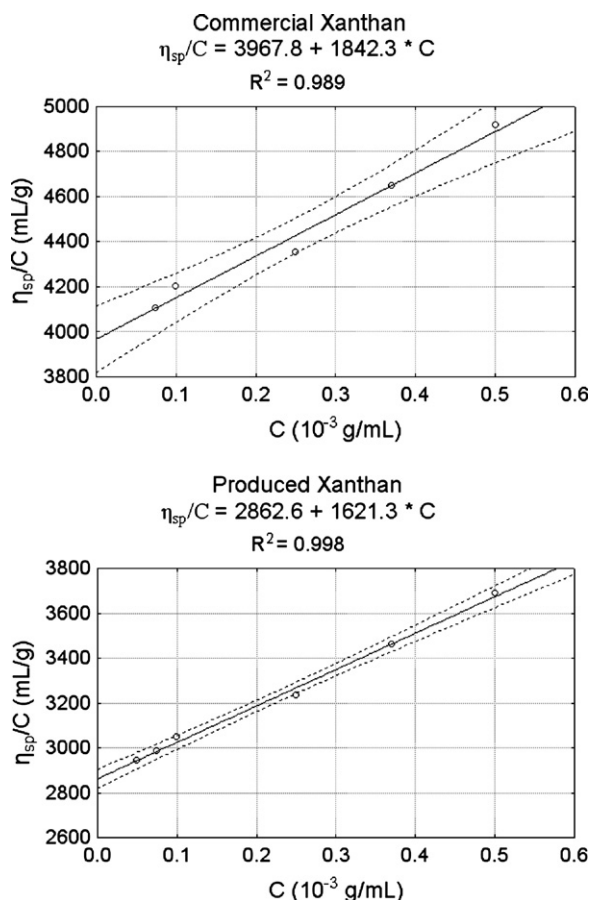 Commercial Xanthan
ηsp/C = 3967.8 + 1842.3 * C
R² = 0.989
5000
4800
4600
4400
4200
4000
3800
ηsp/C (mL/g)
0.0 0.1 0.2 0.3 0.4 0.5 0.6
C (10⁻³ g/mL)
Produced Xanthan
ηsp/C = 2862.6 + 1621.3 * C
R² = 0.998
3800
3600
3400
3200
3000
2800
2600
ηsp/C (mL/g)
0.0 0.1 0.2 0.3 0.4 0.5 0.6
C (10⁻³ g/mL)